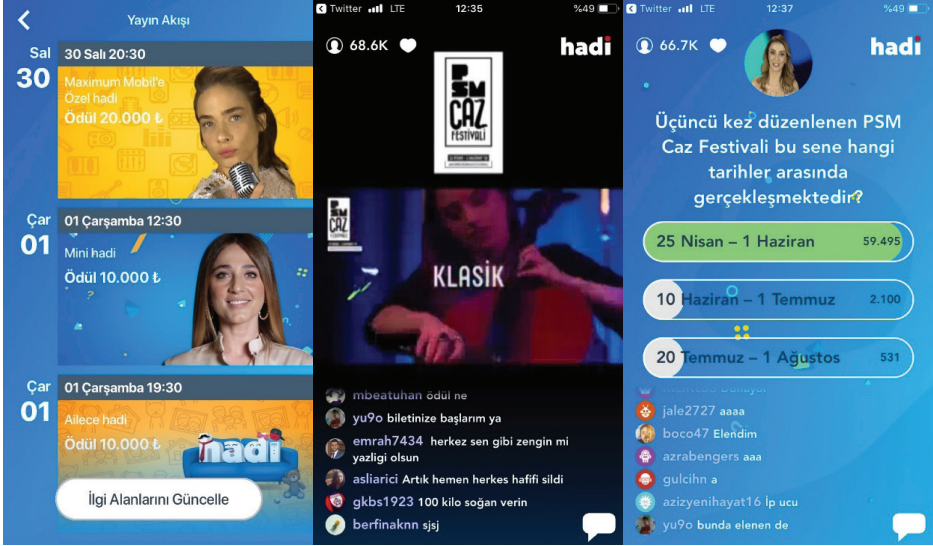 Yayın Akışı
Sal
30
30 Salı 20:30
Maximum Mobil'e
Özel hadi
Ödül 20.000 ₺
Çar
01
01 Çarşamba 12:30
Mini hadi
Ödül 10.000 ₺
Çar
01
01 Çarşamba 19:30
Ailece hadi
Ödül 10.000 ₺
hadi
İlgi Alanlarını Güncelle
Twitter LTE 12:35 %49
68.6K
hadi
PSM
CAZ
FESTİVALİ
PSM
CAZ
KLASİK
mbeatuhan ödül ne
yu9o biletinize başlarım ya
emrah7434 herkez sen gibi zengin mi
yazligi olsun
asliarici Artık hemen herkes hafifi sildi
gkbs1923 100 kilo soğan verin
berfinaknn sjsj
Twitter LTE 12:37 %49
66.7K
hadi
Üçüncü kez düzenlenen PSM
Caz Festivali bu sene hangi
tarihler arasında
gerçekleşmektedir?
25 Nisan – 1 Haziran 59.495
10 Haziran – 1 Temmuz 2.100
20 Temmuz – 1 Ağustos 531
jale2727 aaaa
boco47 Elendim
azrabengers aaa
gulcihn a
azizyenihayat16 İp ucu
yu9o bunda elenen de